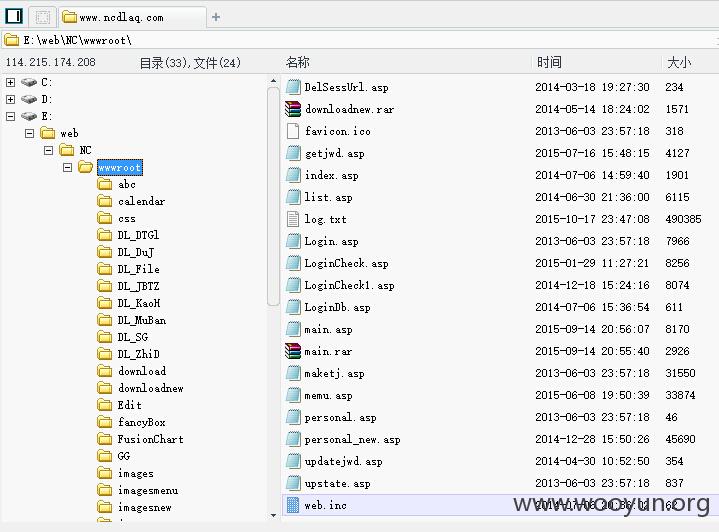 www.ncdlaq.com
E:\web\NC\wwwroot\
114.215.174.208 目录(33),文件(24) 名称 时间 大小
C:
D:
E:
web
NC
wwwroot
abc
calendar
css
DL_DTGl
DL_DuJ
DL_File
DL_JBTZ
DL_KaoH
DL_MuBan
DL_SG
DL_ZhiD
download
downloadnew
Edit
fancyBox
FusionChart
GG
images
imagesmenu
imagesnew
DelSessUrl.asp 2014-03-18 19:27:30 234
downloadnew.rar 2014-05-14 18:24:02 1571
favicon.ico 2013-06-03 23:57:18 318
getjwd.asp 2015-07-16 15:48:15 4127
index.asp 2014-07-06 14:59:40 1901
list.asp 2014-06-30 21:36:00 6115
log.txt 2015-10-17 23:47:08 490385
Login.asp 2013-06-03 23:57:18 7966
LoginCheck.asp 2015-01-29 11:27:21 8256
LoginCheck1.asp 2014-12-18 15:24:16 8074
LoginDb.asp 2014-07-06 15:36:54 611
main.asp 2015-09-14 20:56:07 8170
main.rar 2015-09-14 20:55:40 2926
maketj.asp 2013-06-03 23:57:18 31550
memu.asp 2015-06-08 19:50:39 33874
personal.asp 2013-06-03 23:57:18 46
personal_new.asp 2014-12-28 15:50:26 45690
updatejwd.asp 2014-04-30 10:52:50 354
upstate.asp 2013-06-03 23:57:18 837
web.inc
www.wooyun.org